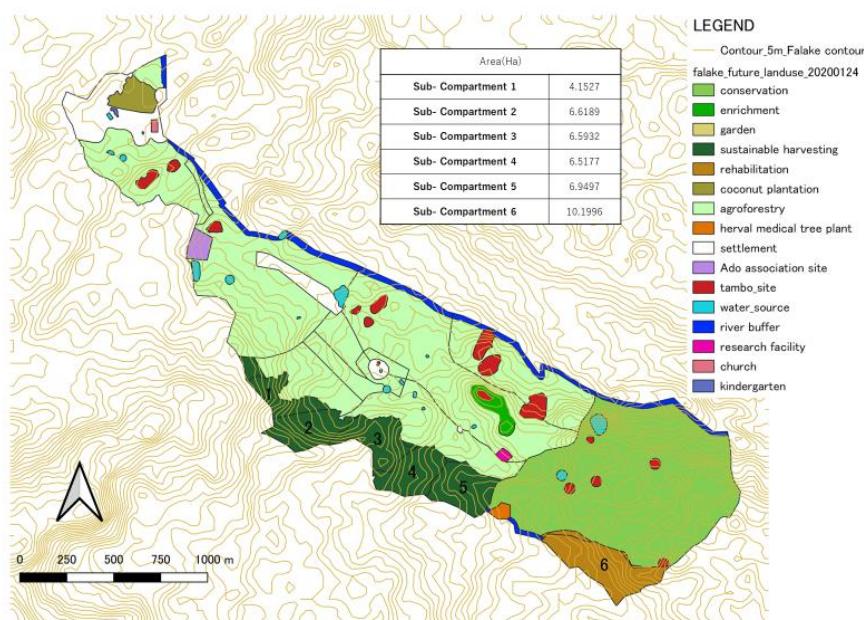 LEGEND
Contour_5m_Falake contour
falake_future_landuse_20200124
conservation
enrichment
garden
sustainable harvesting
rehabilitation
coconut plantation
agroforestry
herval medical tree plant
settlement
Ado association site
tambo_site
water_source
river buffer
research facility
church
kindergarten
Area(Ha)
Sub- Compartment 1 4.1527
Sub- Compartment 2 6.6189
Sub- Compartment 3 6.5932
Sub- Compartment 4 6.5177
Sub- Compartment 5 6.9497
Sub- Compartment 6 10.1996
1
2
3
4
5
6
0 250 500 750 1000 m